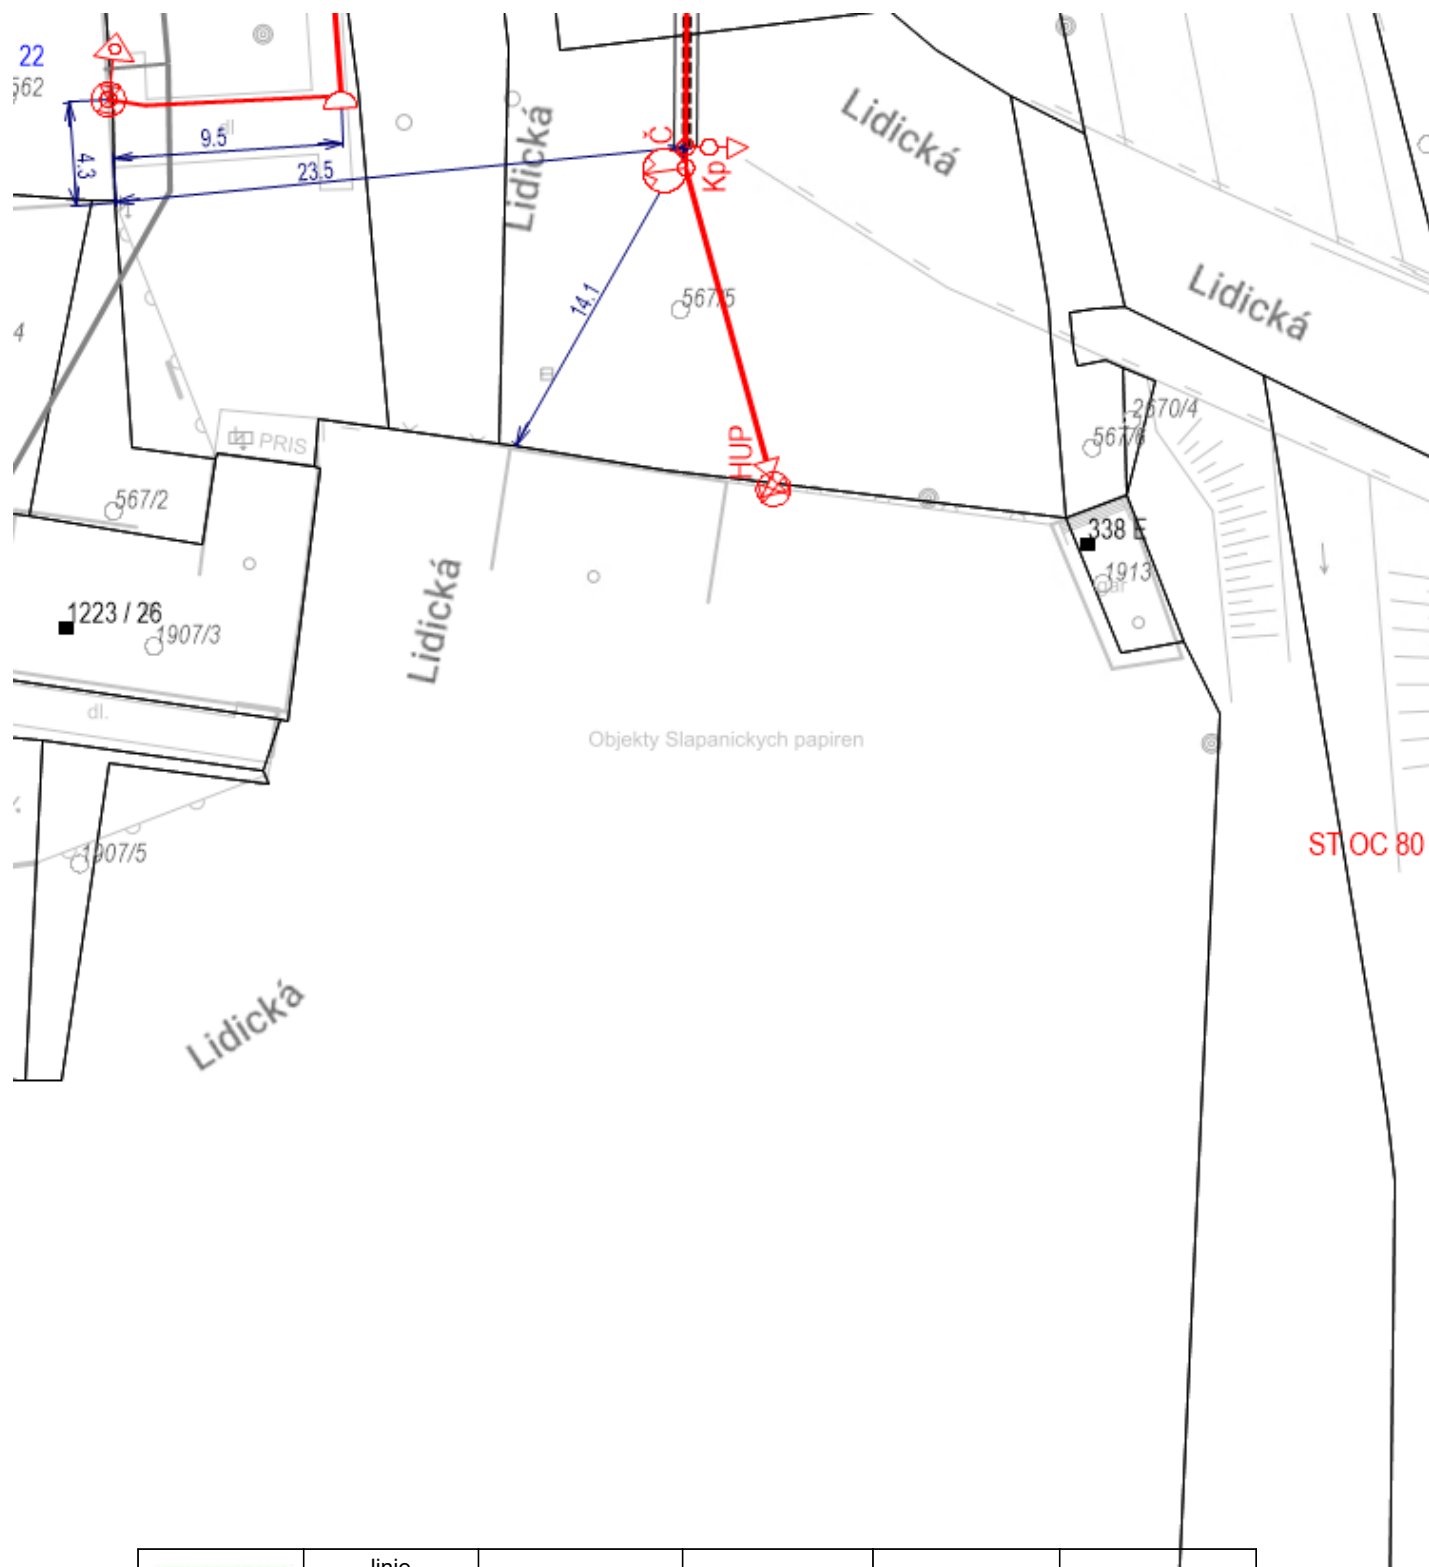 22
562
Lidická
Lidická
Č
Kp
dl
9.5
4.3
23.5
Lidická
14.1
567/5
4
2670/4
567/6
PRIS
HUP
567/2
338 E
1913
gar
Lidická
1223 / 26
1907/3
dl.
Objekty Slapanickych papiren
ST OC 80
1907/5
Lidická
linie